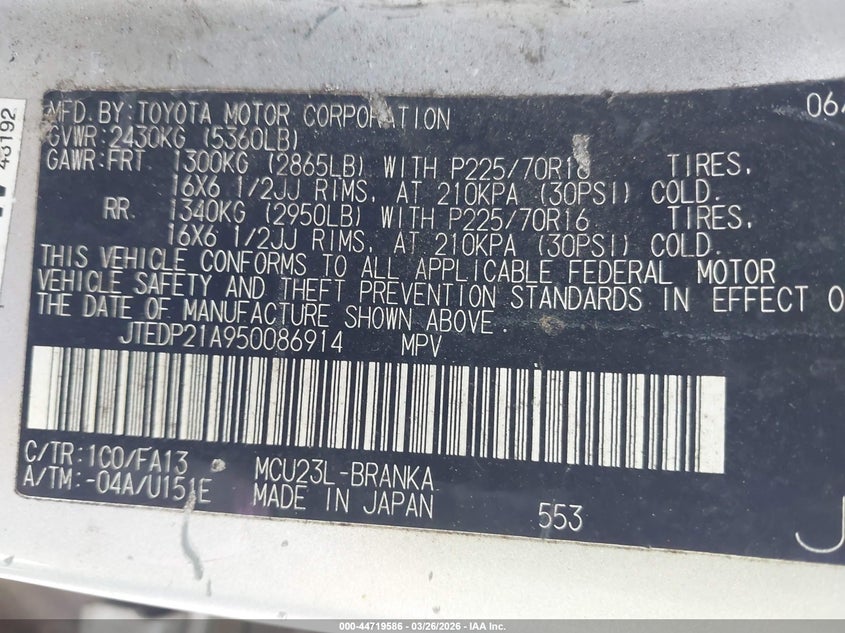 MFD. BY: TOYOTA MOTOR CORPORATION 06
GVWR: 2430KG (5360LB)
GAWR: FRT 1300KG (2865LB) WITH P225/70R16 TIRES,
16X6 1/2JJ RIMS, AT 210KPA (30PSI) COLD.
RR 1340KG (2950LB) WITH P225/70R16 TIRES,
16X6 1/2JJ RIMS, AT 210KPA (30PSI) COLD.
THIS VEHICLE CONFORMS TO ALL APPLICABLE FEDERAL MOTOR
VEHICLE SAFETY AND THEFT PREVENTION STANDARDS IN EFFECT O
THE DATE OF MANUFACTURE SHOWN ABOVE.
JTEDP21A950086914 MPV
C/TR: 1C0/FA13 MCU23L-BRANKA
A/TM: -04A/U151E MADE IN JAPAN 553
J
43192
000-44719586 | 03/26/2026 - IAA Inc.